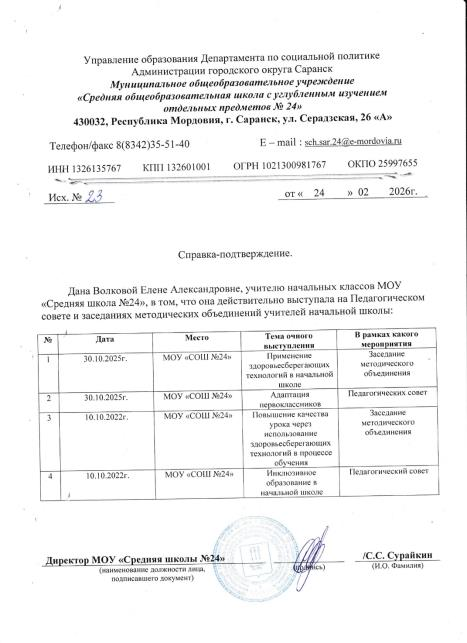 Управление образования Департамента по социальной политике
Администрации городского округа Саранск
Муниципальное общеобразовательное учреждение
«Средняя общеобразовательная школа с углубленным изучением
отдельных предметов № 24»
430032, Республика Мордовия, г. Саранск, ул. Серадзская, 26 «А»
Телефон/факс 8(8342)35-51-40 E – mail : sch.sar.24@e-mordovia.ru
ИНН 1326135767 КПП 132601001 ОГРН 1021300981767 ОКПО 25997655
Исх. № 23 от « 24 » 02 2026г.
Справка-подтверждение.
Дана Волковой Елене Александровне, учителю начальных классов МОУ
«Средняя школа №24», в том, что она действительно выступала на Педагогическом
совете и заседаниях методических объединений учителей начальной школы:
№ Дата Место Тема очного выступления В рамках какого мероприятия
1 30.10.2025г. МОУ «СОШ №24» Применение здоровьесберегающих технологий в начальной школе Заседание методического объединения
2 30.10.2025г. МОУ «СОШ №24» Адаптация первоклассников Педагогический совет
3 10.10.2022г. МОУ «СОШ №24» Повышение качества урока через использование здоровьесберегающих технологий в процессе обучения Заседание методического объединения
4 10.10.2022г. МОУ «СОШ №24» Инклюзивное образование в начальной школе Педагогический совет
Директор МОУ «Средняя школы №24» /С.С. Сурайкин
(наименование должности лица, (подпись) (И.О. Фамилия)
подписавшего документ)